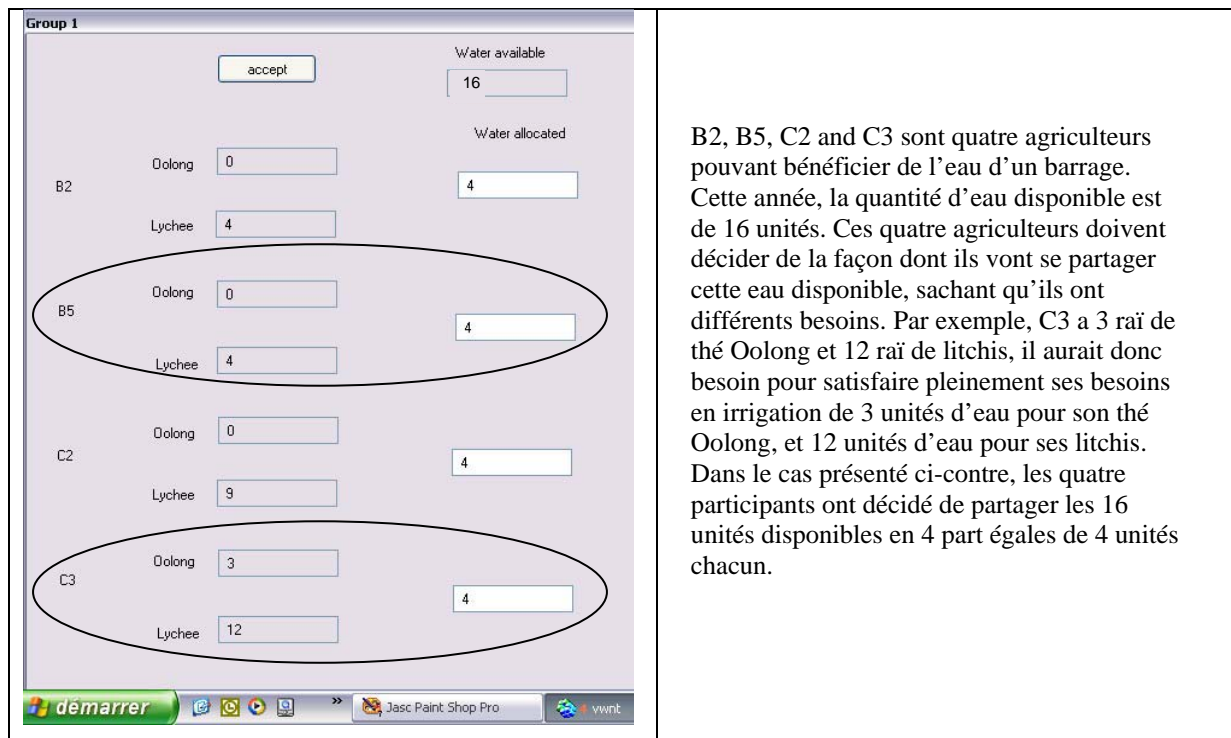 Group 1
accept
Water available
16
Water allocated
Oolong 0
B2
4
Lychee 4
Oolong 0
B5
4
Lychee 4
Oolong 0
C2
4
Lychee 9
Oolong 3
C3
4
Lychee 12
démarrer » Jasc Paint Shop Pro 4 vwnt
B2, B5, C2 and C3 sont quatre agriculteurs
pouvant bénéficier de l'eau d'un barrage.
Cette année, la quantité d'eau disponible est
de 16 unités. Ces quatre agriculteurs doivent
décider de la façon dont ils vont se partager
cette eau disponible, sachant qu'ils ont
différents besoins. Par exemple, C3 a 3 raï de
thé Oolong et 12 raï de litchis, il aurait donc
besoin pour satisfaire pleinement ses besoins
en irrigation de 3 unités d'eau pour son thé
Oolong, et 12 unités d'eau pour ses litchis.
Dans le cas présenté ci-contre, les quatre
participants ont décidé de partager les 16
unités disponibles en 4 part égales de 4 unités
chacun.